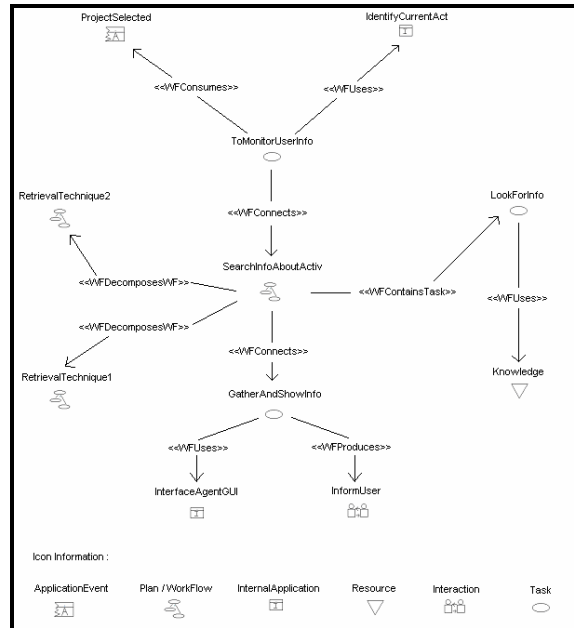 ProjectSelected
IdentifyCurrentAct
<<WFConsumes>>
<<WFUses>>
ToMonitorUserInfo
RetrievalTechnique2
LookForInfo
<<WFConnects>>
SearchInfoAboutActiv
<<WFDecomposesWF>>
<<WFContainsTask>>
<<WFUses>>
<<WFDecomposesWF>>
<<WFConnects>>
RetrievalTechnique1
Knowledge
GatherAndShowInfo
<<WFUses>>
<<WFProduces>>
InterfaceAgentGUI
InformUser
Icon Information :
ApplicationEvent
Plan / WorkFlow
InternalApplication
Resource
Interaction
Task